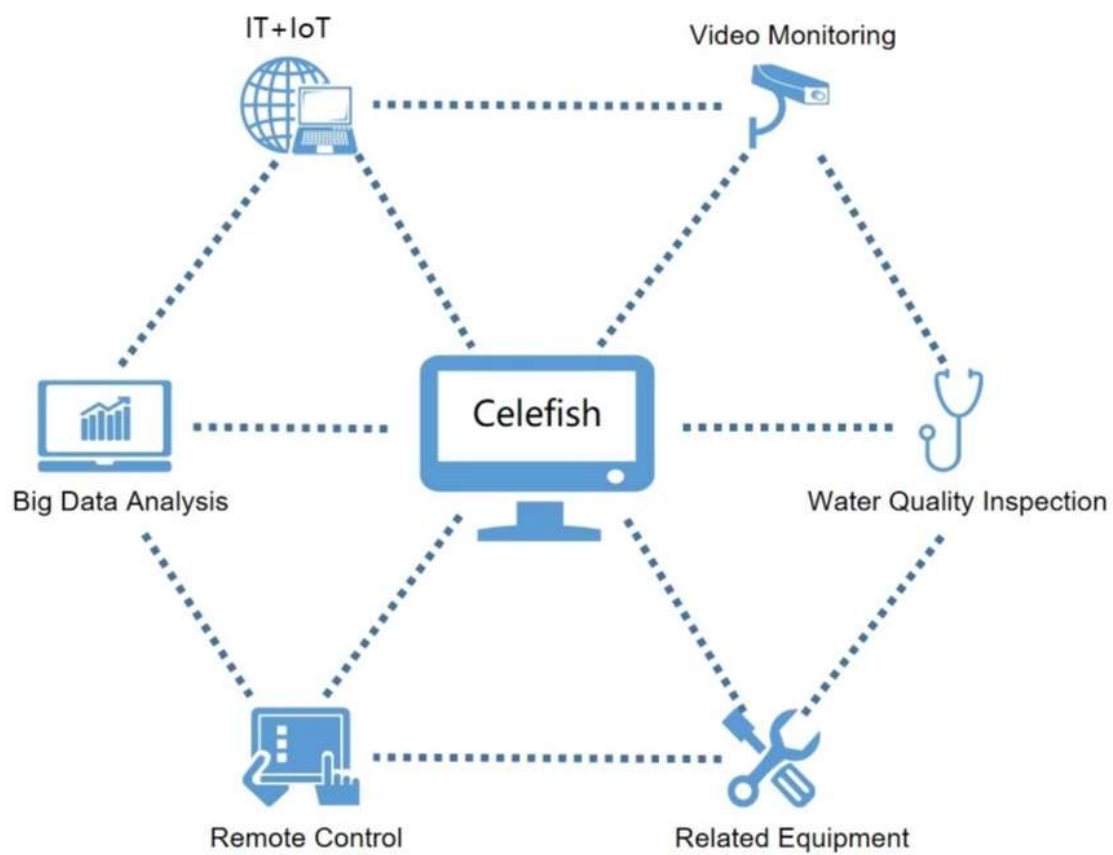 IT+IoT
Video Monitoring
Celefish
Big Data Analysis
Water Quality Inspection
Remote Control
Related Equipment